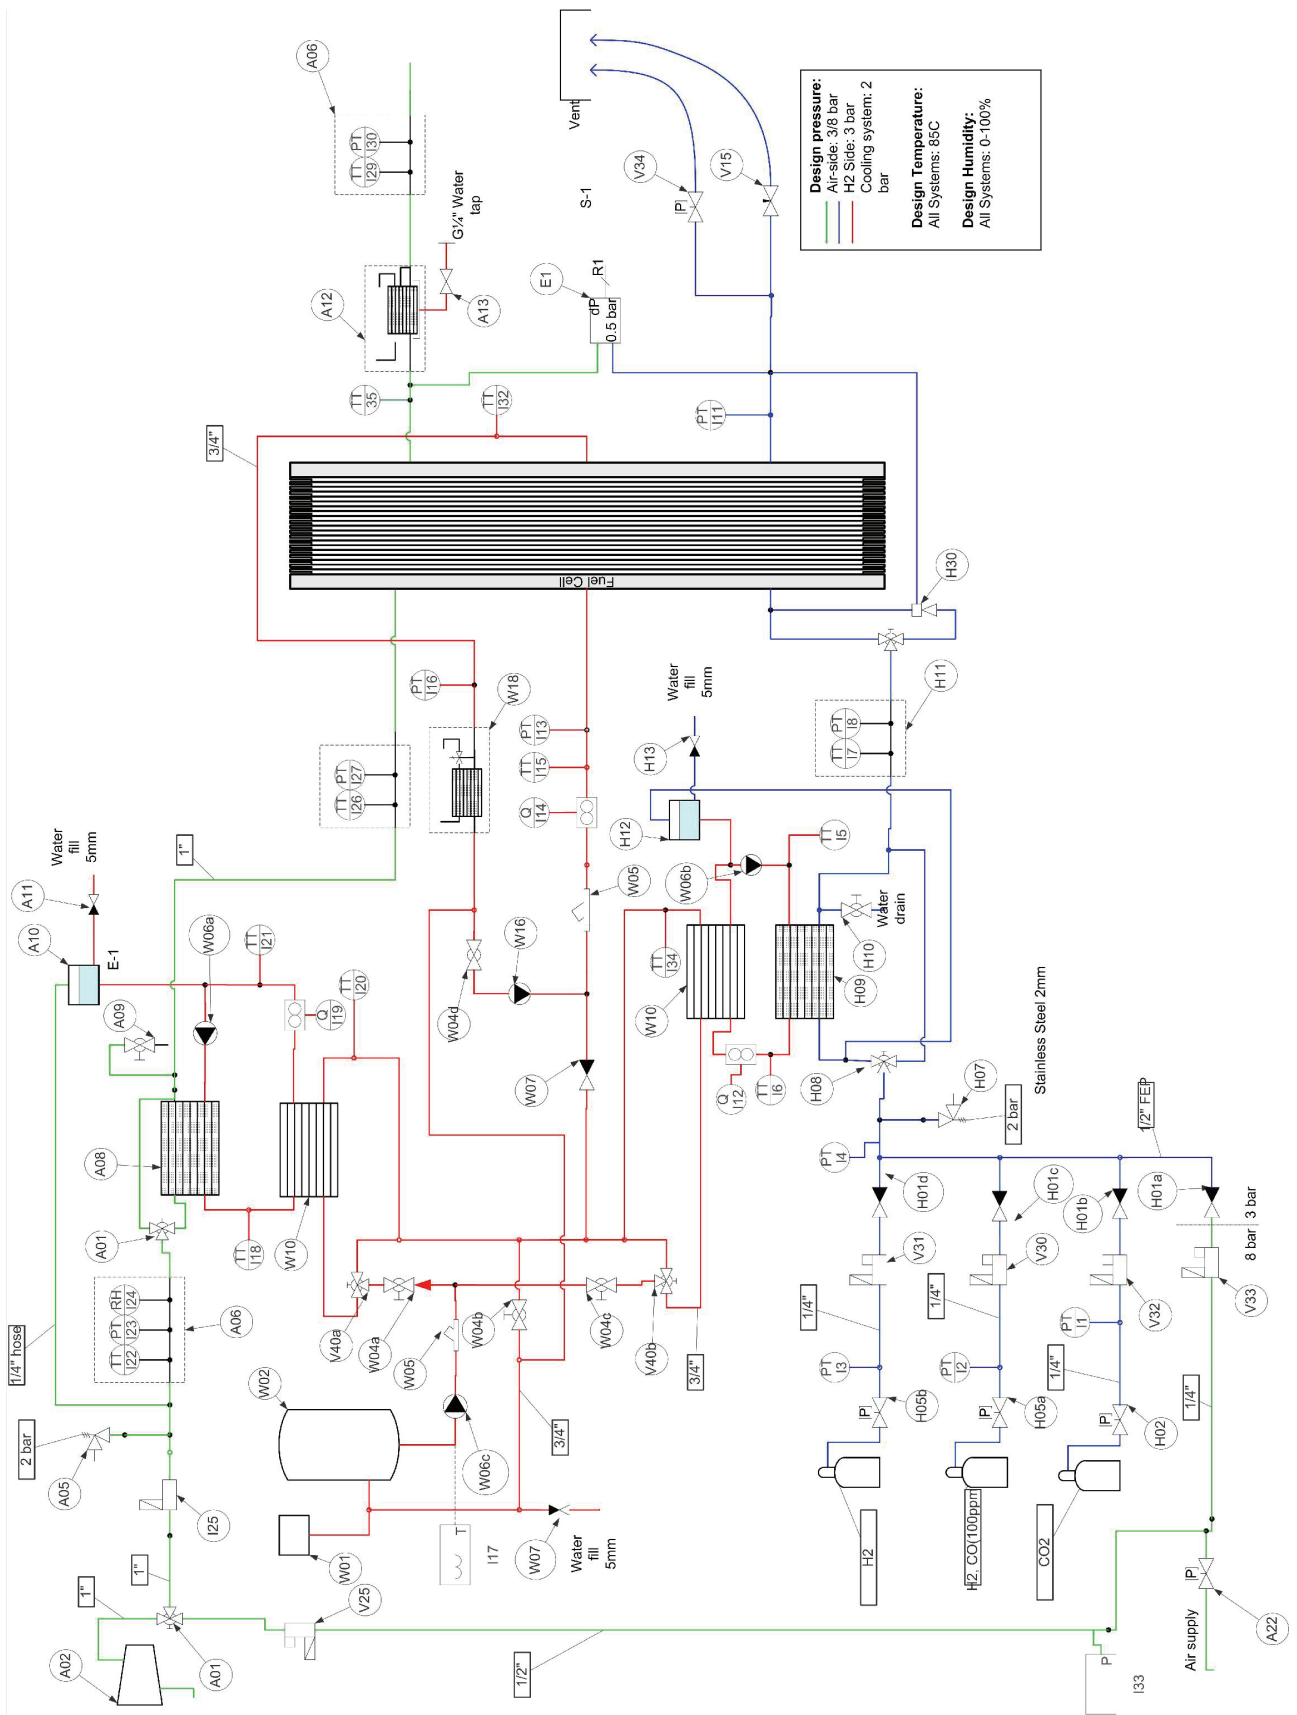 A06
PT
I30
TT
I29
A12
G¼" Water
tap
A13
TT
35
TT
I32
3/4"
Vent
S-1
V34
[P]
V15
E1
R1
dP
0.5 bar
PT
I11
Design pressure:
Air-side: 3/8 bar
H2 Side: 3 bar
Cooling system: 2
bar
Design Temperature:
All Systems: 85C
Design Humidity:
All Systems: 0-100%
Fuel Cell
H30
H11
PT
I8
TT
I7
PT
I16
W18
PT
I13
TT
I15
Q
I14
W05
PT
I27
TT
I26
1"
Water
fill
5mm
H13
H12
W06b
TT
I5
Water
drain
H10
H09
W10
TT
I34
Q
I12
TT
I6
H08
H07
2 bar
Stainless Steel 2mm
Water
fill
5mm
A11
A10
E-1
W06a
TT
I21
A09
Q
I19
TT
I20
W04d
W16
W07
A08
W10
A01
TT
I18
RH
I24
PT
I23
TT
I22
A06
1/4" hose
V40a
W04a
W05
W04b
W04c
V40b
3/4"
W02
W06c
3/4"
2 bar
A05
I25
W01
T
I17
W07
Water
fill
5mm
1"
1"
A02
A01
V25
1/2"
P
I33
Air supply
[P]
A22
PT
I4
1/2" FEP
H01d
H01c
H01b
H01a
8 bar
3 bar
V31
V30
V32
V33
1/4"
1/4"
1/4"
1/4"
PT
I3
PT
I2
PT
I1
[P]
H05b
[P]
H05a
[P]
H02
H2
H2, CO(100ppm)
CO2